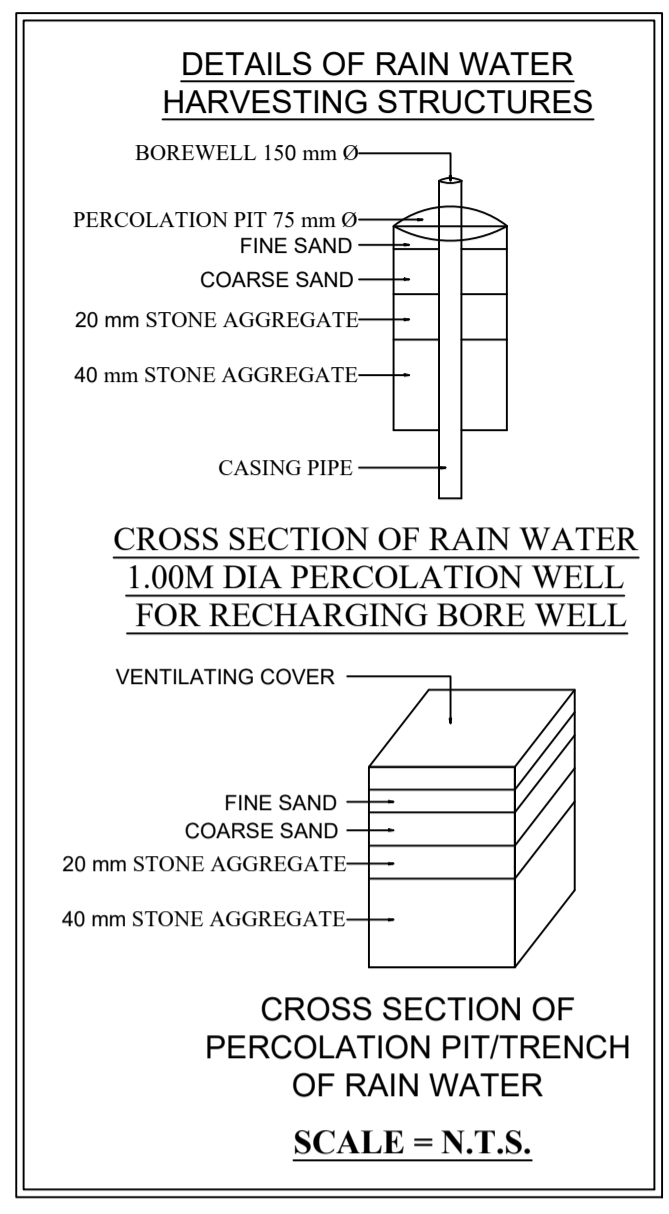 DETAILS OF RAIN WATER
HARVESTING STRUCTURES
BOREWELL 150 mm Ø
PERCOLATION PIT 75 mm Ø
FINE SAND
COARSE SAND
20 mm STONE AGGREGATE
40 mm STONE AGGREGATE
CASING PIPE
CROSS SECTION OF RAIN WATER
1.00M DIA PERCOLATION WELL
FOR RECHARGING BORE WELL
VENTILATING COVER
FINE SAND
COARSE SAND
20 mm STONE AGGREGATE
40 mm STONE AGGREGATE
CROSS SECTION OF
PERCOLATION PIT/TRENCH
OF RAIN WATER
SCALE = N.T.S.